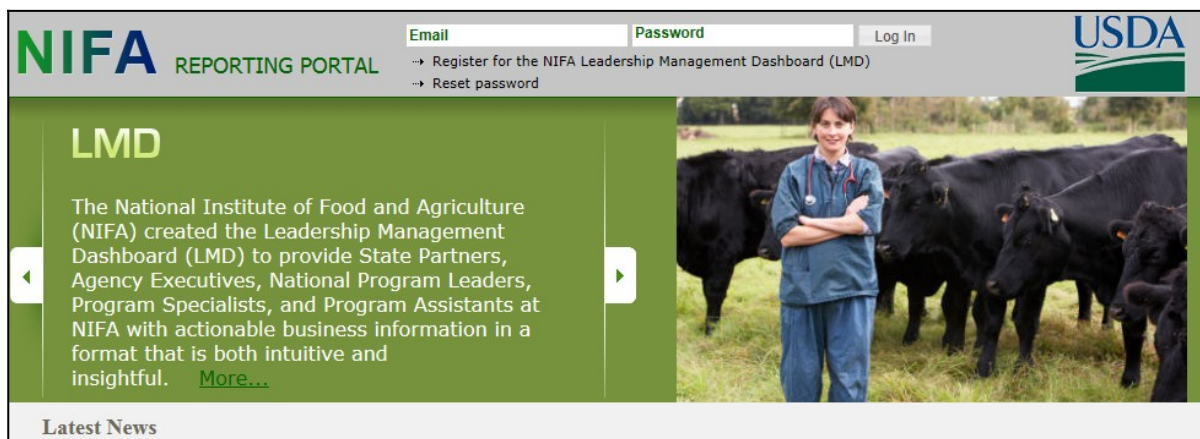 NIFA REPORTING PORTAL
Email
Password
Log In
Register for the NIFA Leadership Management Dashboard (LMD)
Reset password
USDA
LMD
The National Institute of Food and Agriculture
(NIFA) created the Leadership Management
Dashboard (LMD) to provide State Partners,
Agency Executives, National Program Leaders,
Program Specialists, and Program Assistants at
NIFA with actionable business information in a
format that is both intuitive and
insightful. More...
Latest News